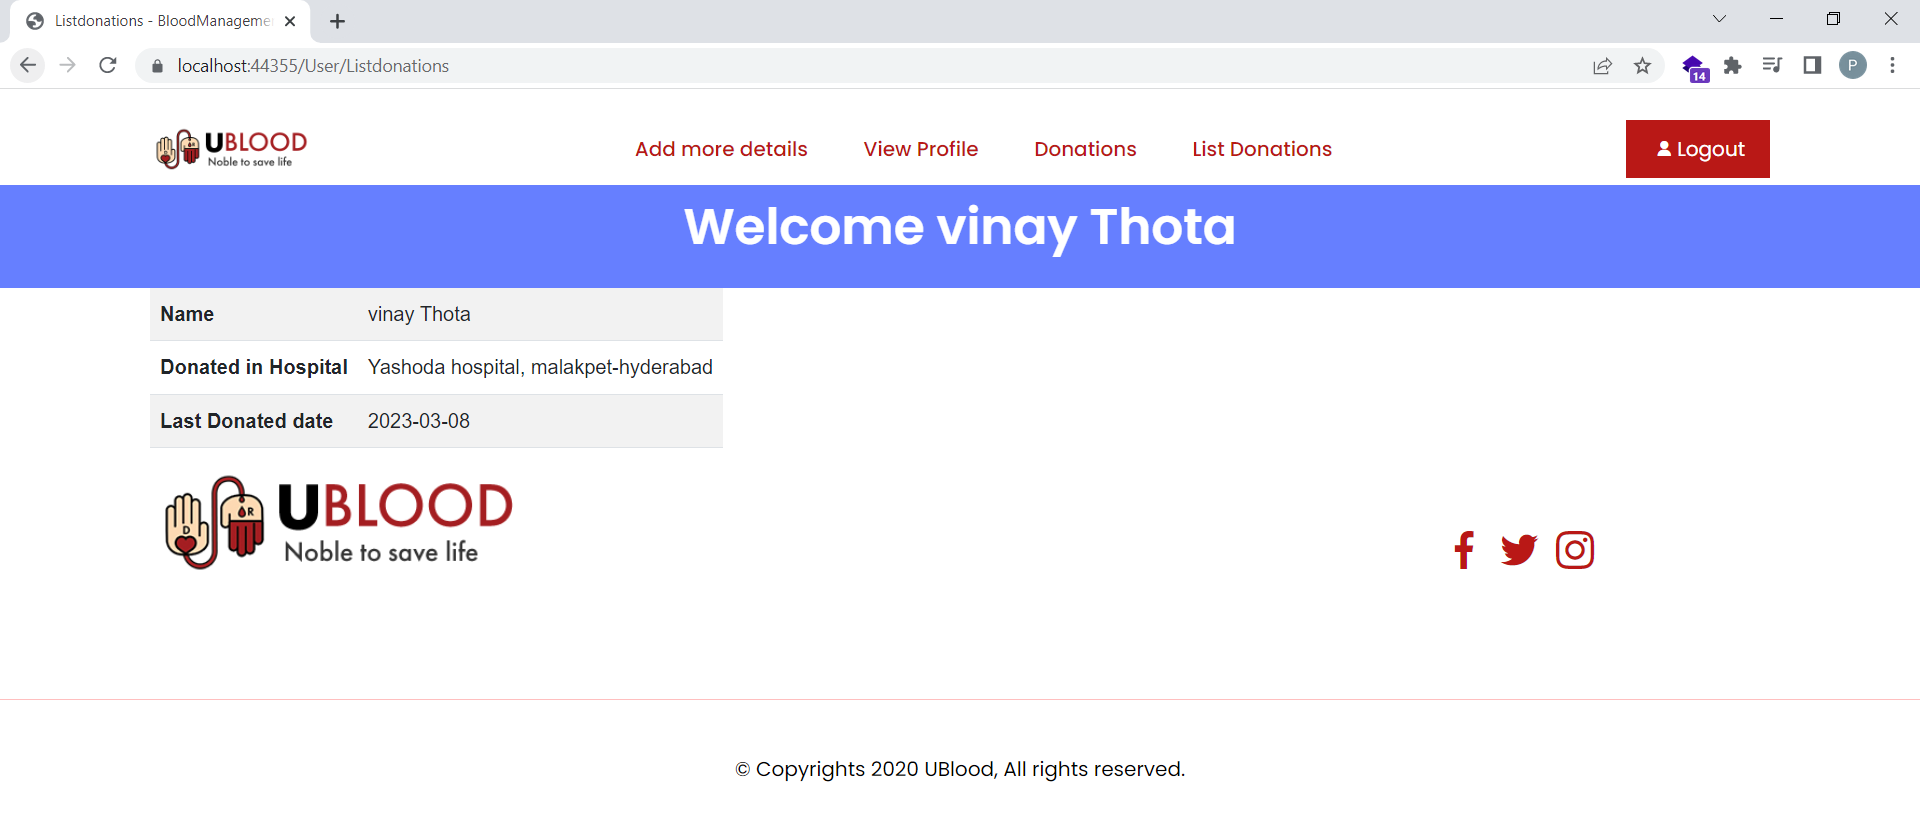 Listdonations - BloodManageme
localhost:44355/User/Listdonations
14
P
UBLOOD
Noble to save life
Add more details
View Profile
Donations
List Donations
Logout
Welcome vinay Thota
Name vinay Thota
Donated in Hospital Yashoda hospital, malakpet-hyderabad
Last Donated date 2023-03-08
D R
UBLOOD
Noble to save life
© Copyrights 2020 UBlood, All rights reserved.